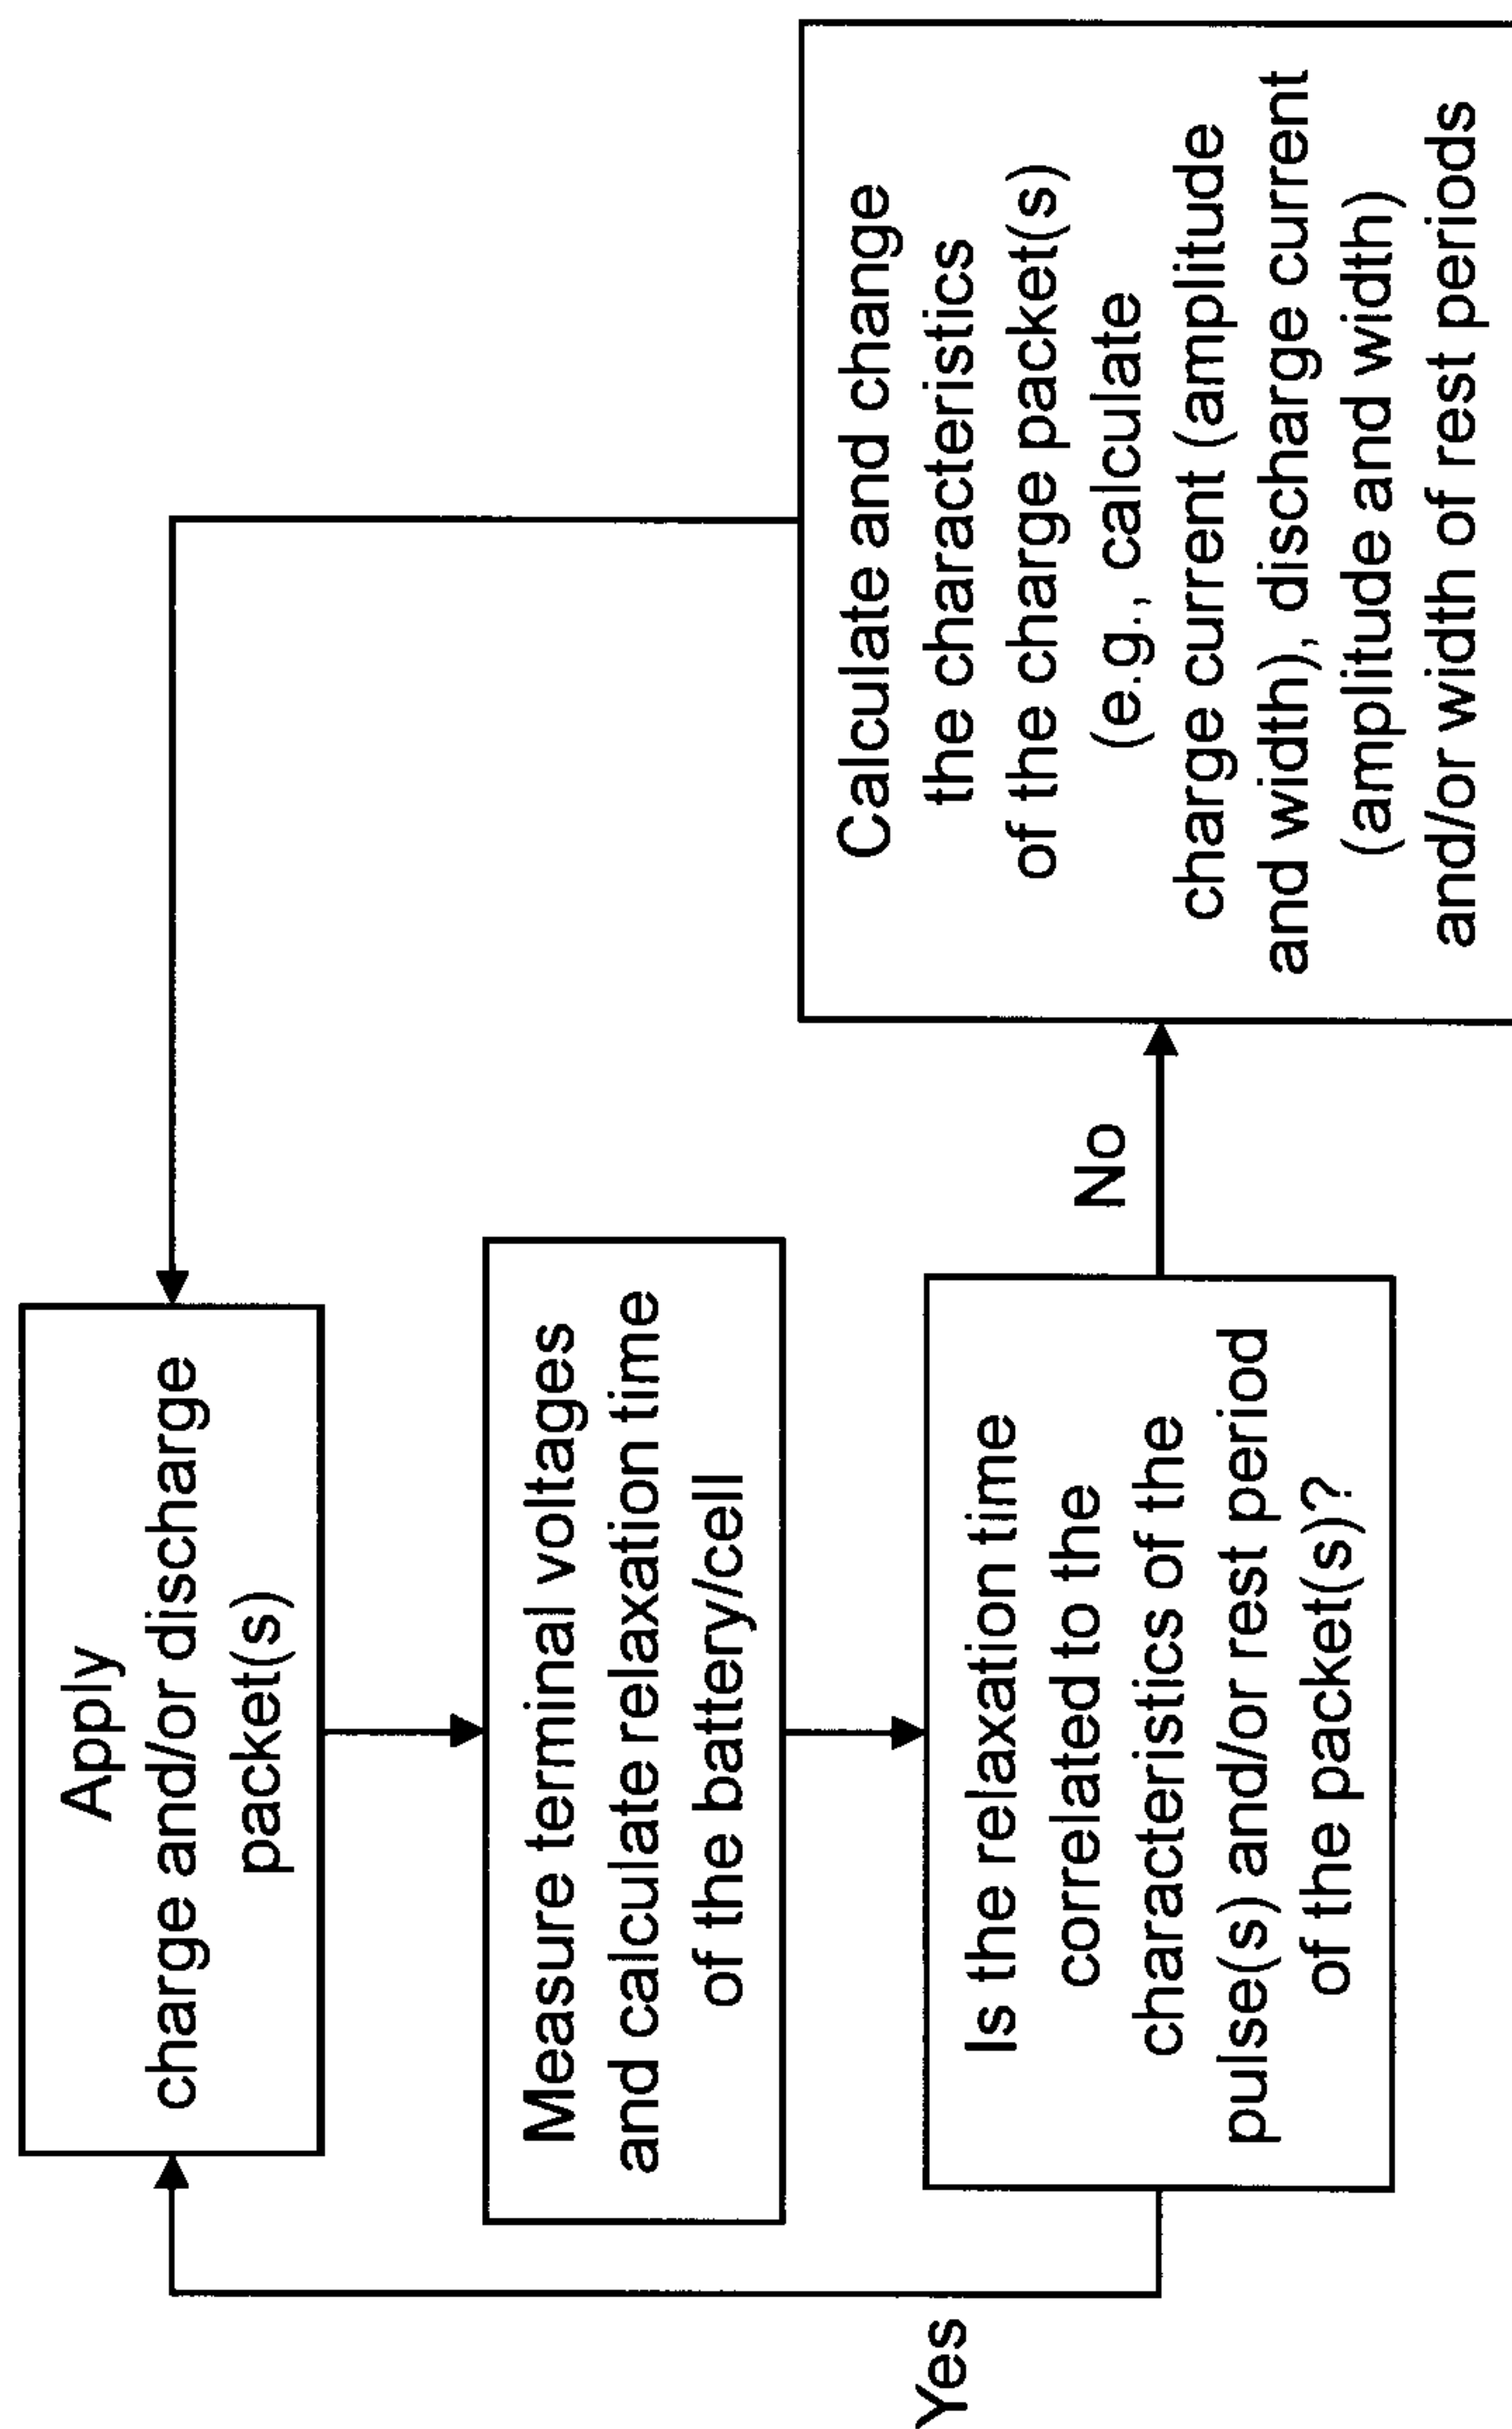 Apply
charge and/or discharge
packet(s)
Measure terminal voltages
and calculate relaxation time
of the battery/cell
Is the relaxation time
correlated to the
characteristics of the
pulse(s) and/or rest period
of the packet(s)?
Yes
No
Calculate and change
the characteristics
of the charge packet(s)
(e.g., calculate
charge current (amplitude
and width), discharge current
(amplitude and width)
and/or width of rest periods